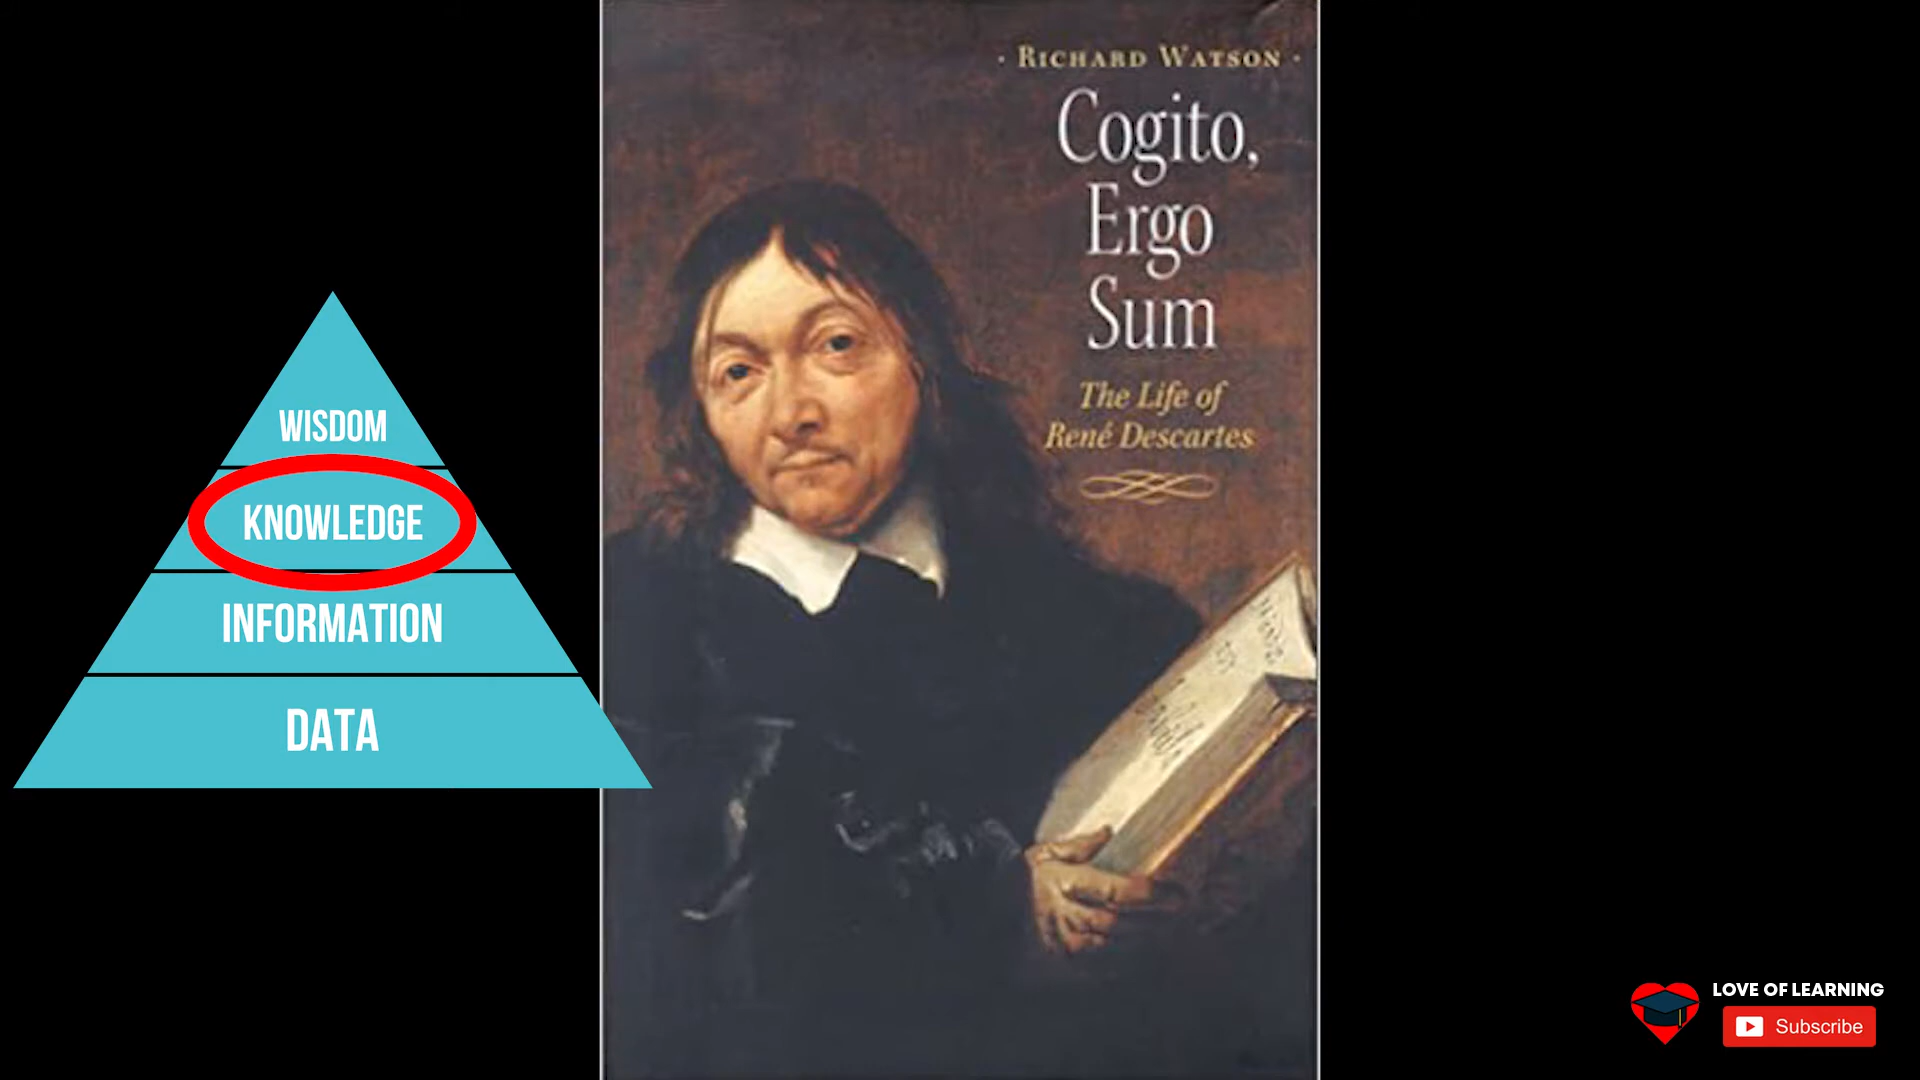 WISDOM
KNOWLEDGE
INFORMATION
DATA
· RICHARD WATSON ·
Cogito,
Ergo
Sum
The Life of
René Descartes
LOVE OF LEARNING
Subscribe